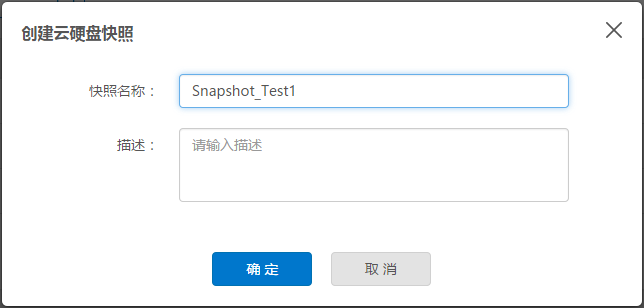 创建云硬盘快照
快照名称： Snapshot_Test1
描述： 请输入描述
确 定 取 消